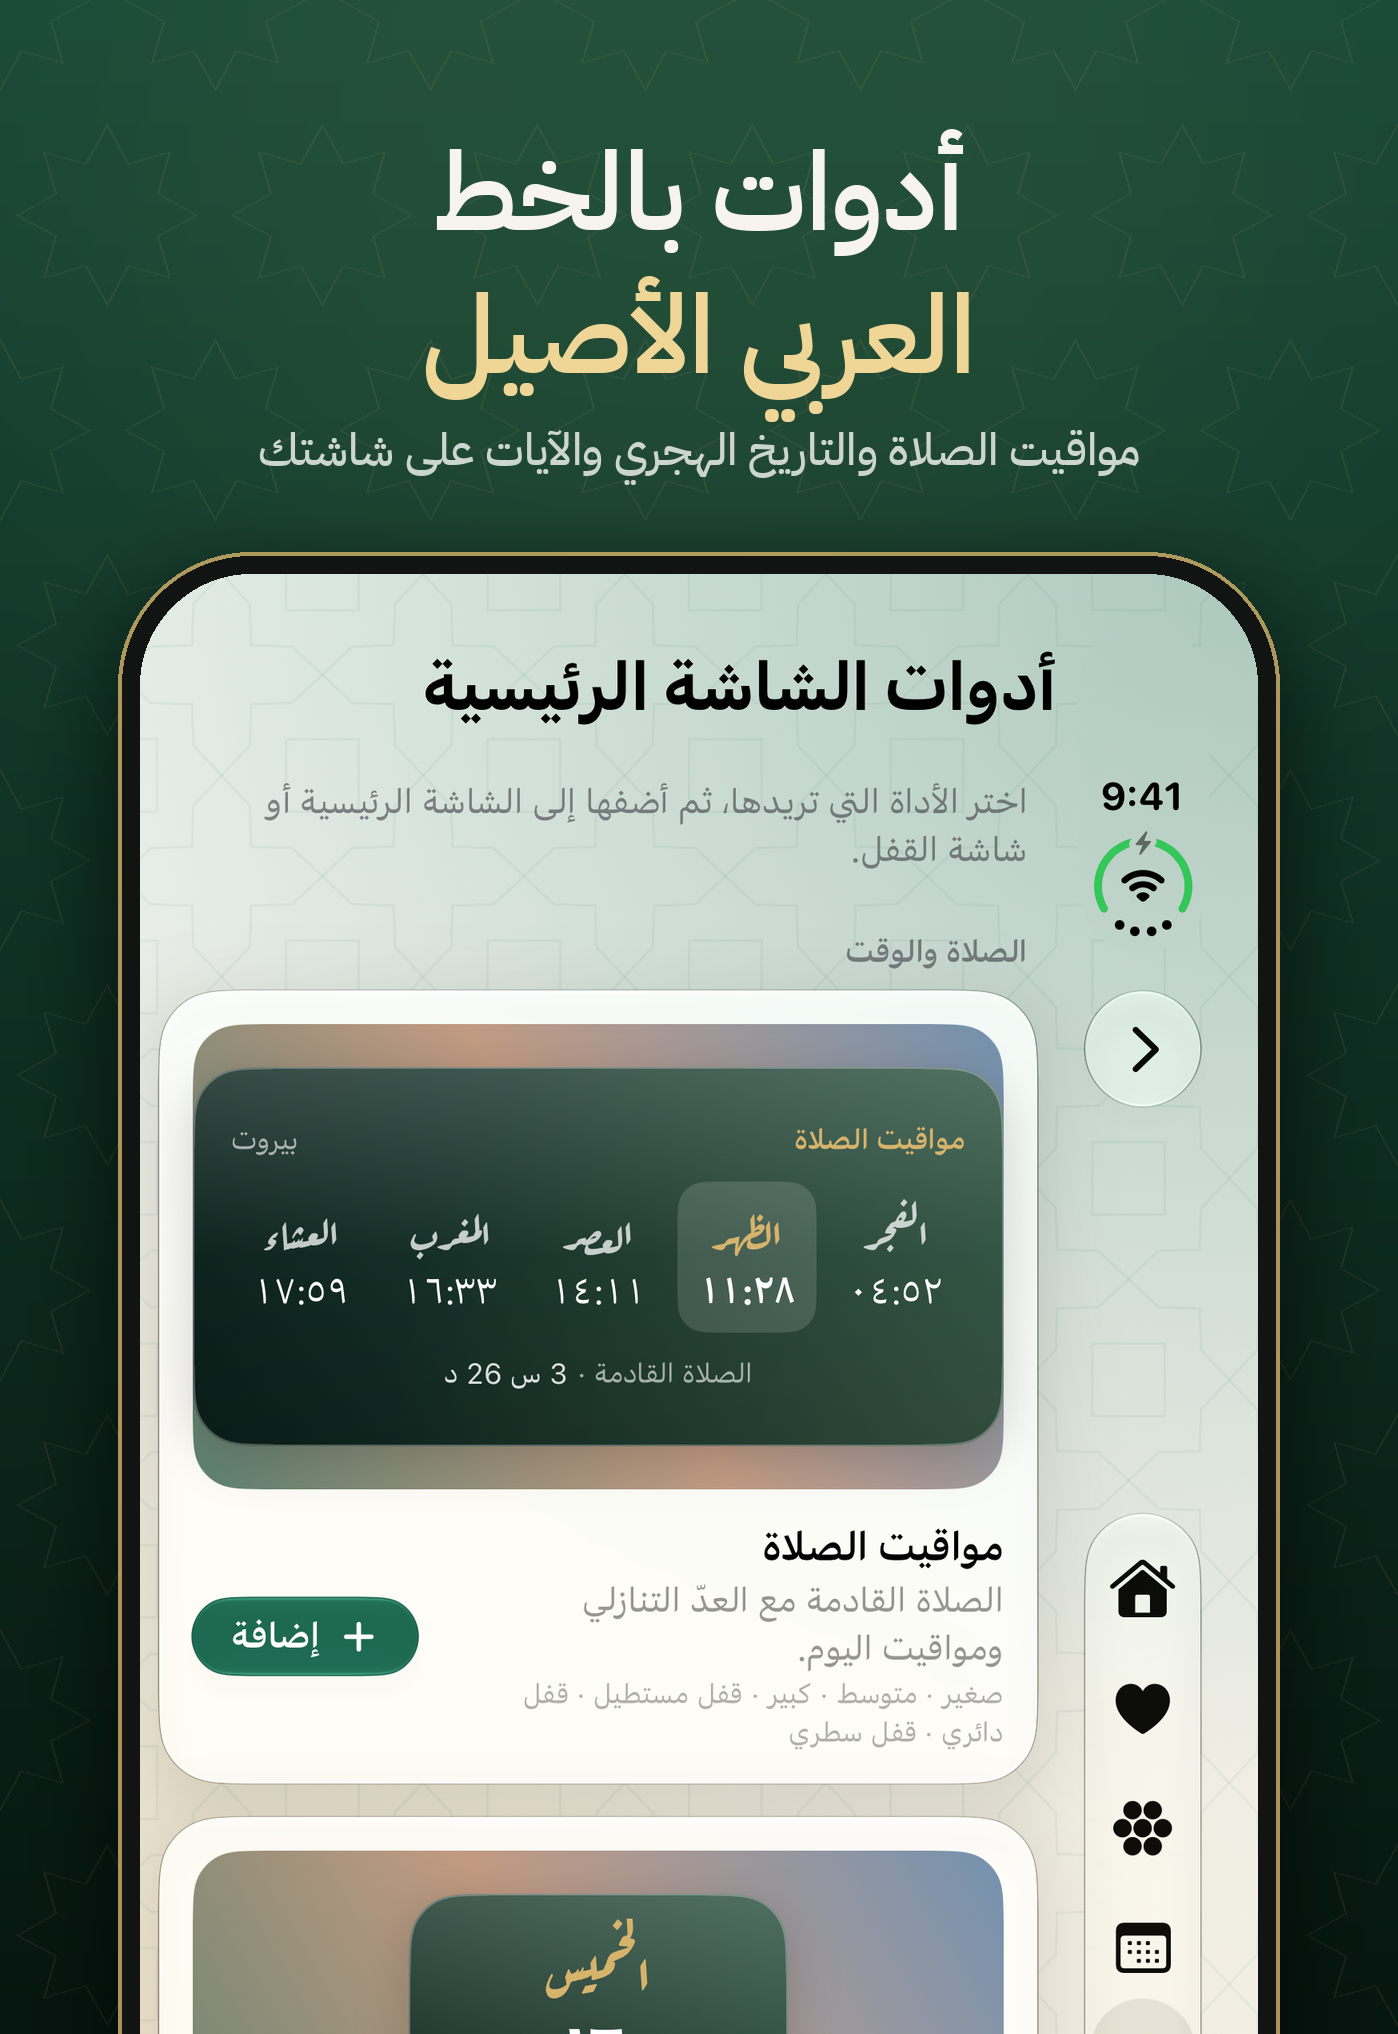 أدوات بالخط
العربي الأصيل
مواقيت الصلاة والتاريخ الهجري والآيات على شاشتك
أدوات الشاشة الرئيسية
9:41
اختر الأداة التي تريدها، ثم أضفها إلى الشاشة الرئيسية أو
شاشة القفل.
الصلاة والوقت
مواقيت الصلاة بيروت
الفجر الظهر العصر المغرب العشاء
٠٤:٥٢ ١١:٢٨ ١٤:١١ ١٦:٣٣ ١٧:٥٩
الصلاة القادمة · 3 س 26 د
مواقيت الصلاة
الصلاة القادمة مع العدّ التنازلي
ومواقيت اليوم.
صغير · متوسط · كبير · قفل مستطيل · قفل
دائري · قفل سطري
إضافة
الخميس